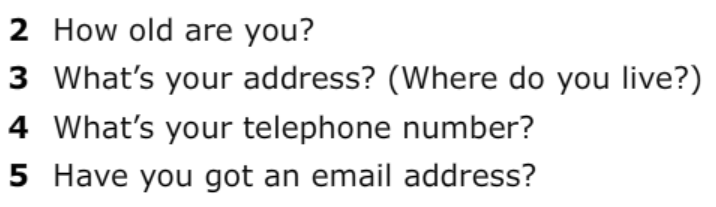 2 How old are you?
3 What’s your address? (Where do you live?)
4 What’s your telephone number?
5 Have you got an email address?